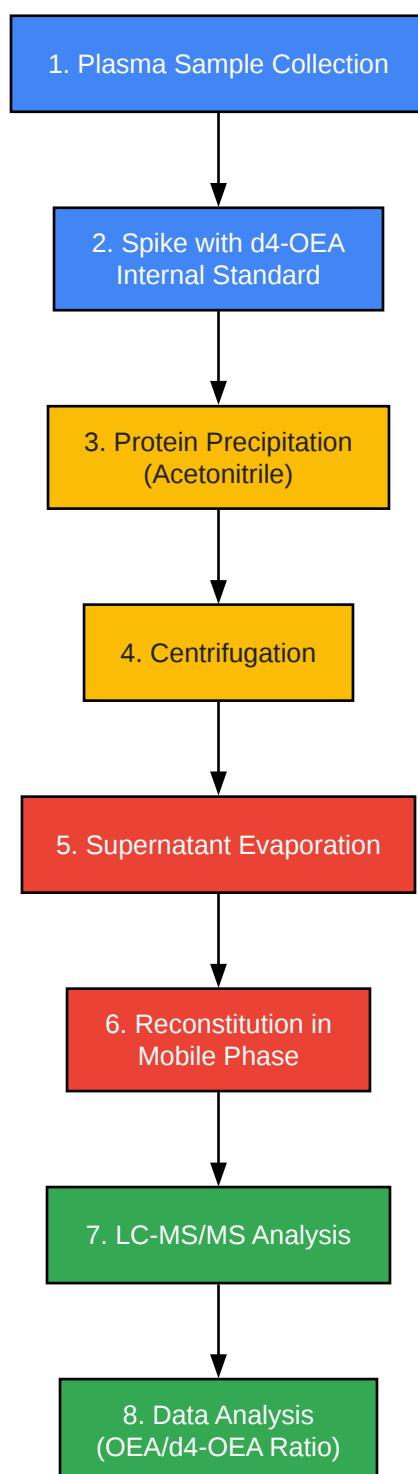 1. Plasma Sample Collection
2. Spike with d4-OEA
Internal Standard
3. Protein Precipitation
(Acetonitrile)
4. Centrifugation
5. Supernatant Evaporation
6. Reconstitution in
Mobile Phase
7. LC-MS/MS Analysis
8. Data Analysis
(OEA/d4-OEA Ratio)